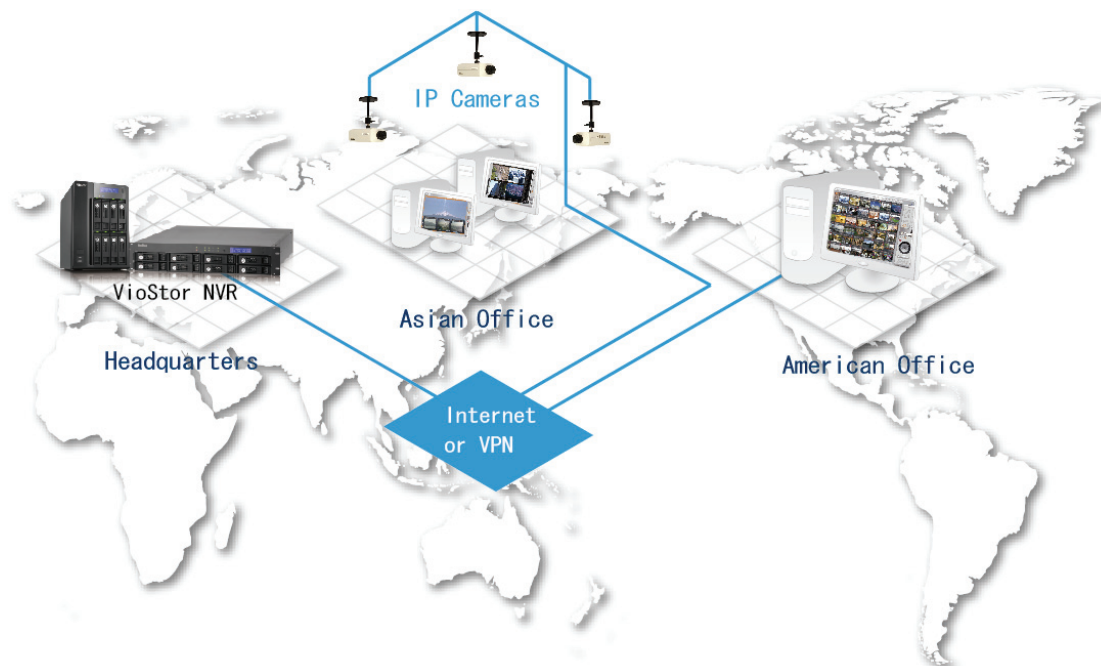 IP Cameras
VioStor NVR
Asian Office
Headquarters
American Office
Internet
or VPN